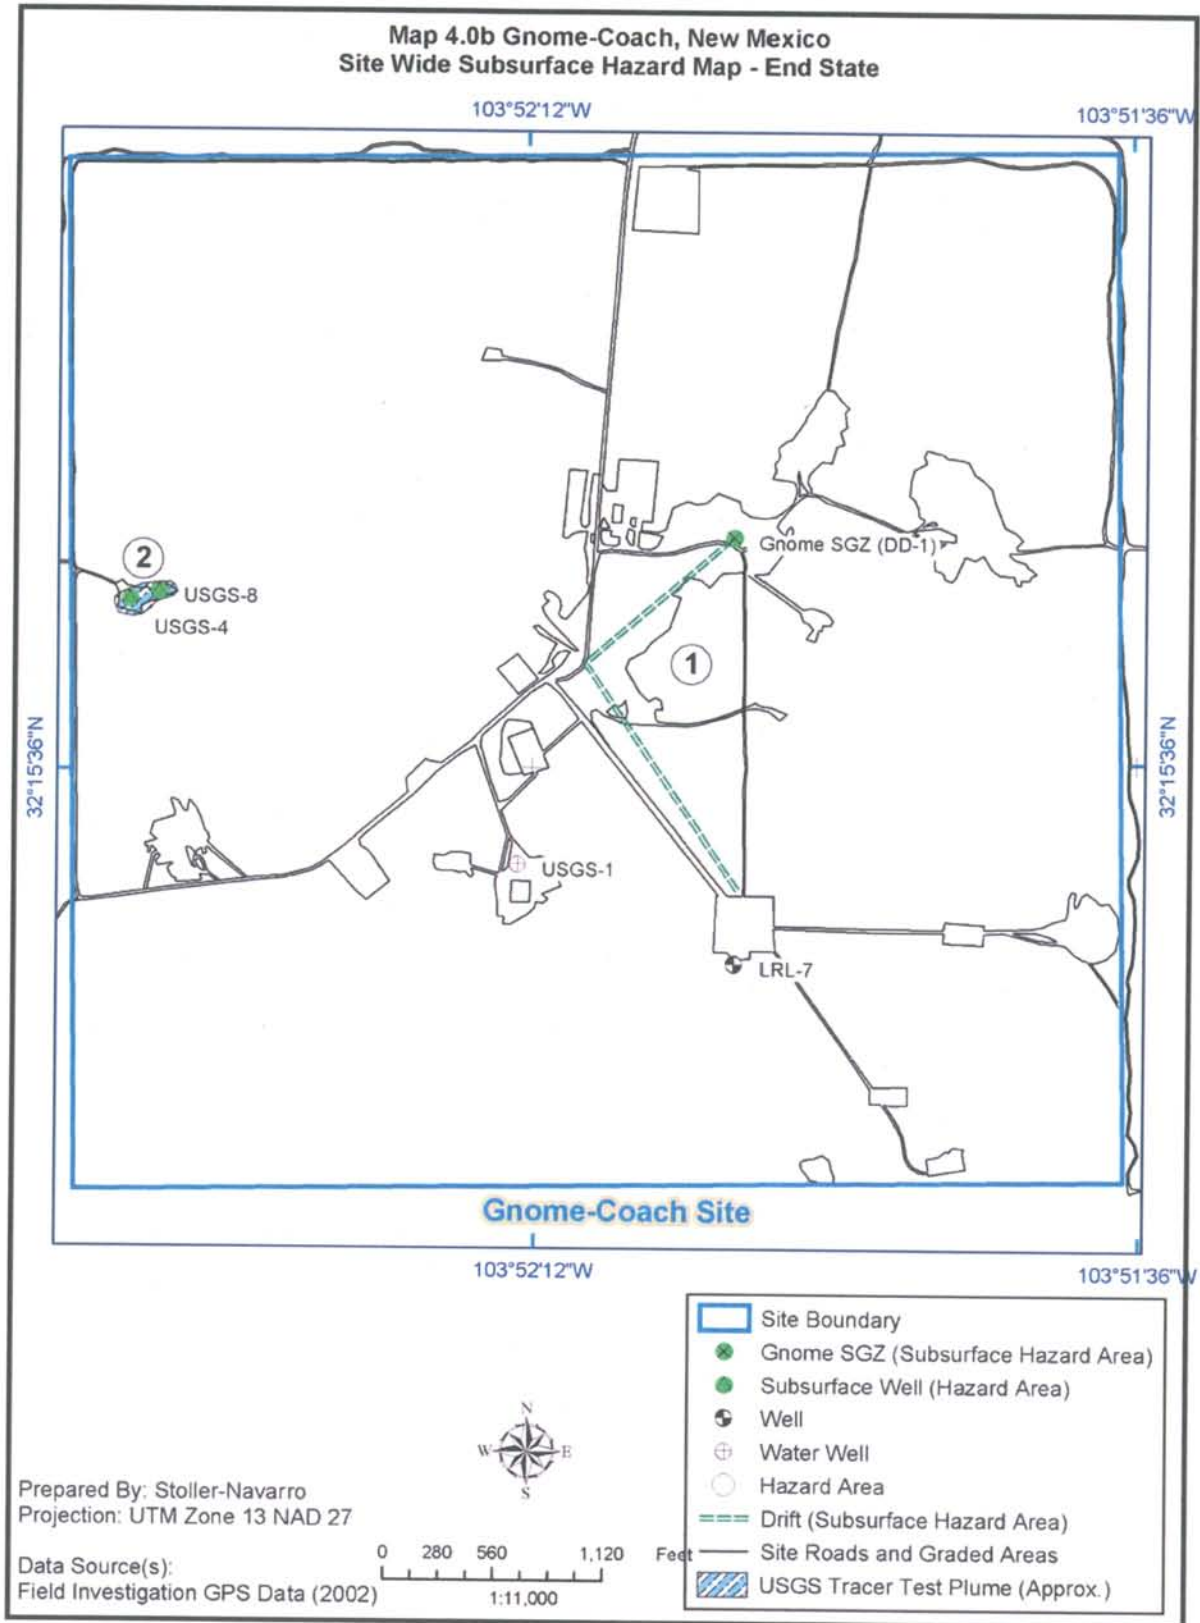 Map 4.0b Gnome-Coach, New Mexico
Site Wide Subsurface Hazard Map - End State
103°52'12"W
103°51'36"W
Gnome SGZ (DD-1)
2
USGS-8
USGS-4
1
32°15'36"N
32°15'36"N
USGS-1
LRL-7
Gnome-Coach Site
103°52'12"W
103°51'36"W
Site Boundary
Gnome SGZ (Subsurface Hazard Area)
Subsurface Well (Hazard Area)
Well
Water Well
Hazard Area
Drift (Subsurface Hazard Area)
Site Roads and Graded Areas
USGS Tracer Test Plume (Approx.)
N
W E
S
Prepared By: Stoller-Navarro
Projection: UTM Zone 13 NAD 27
Data Source(s):
Field Investigation GPS Data (2002)
0 280 560 1,120 Feet
1:11,000